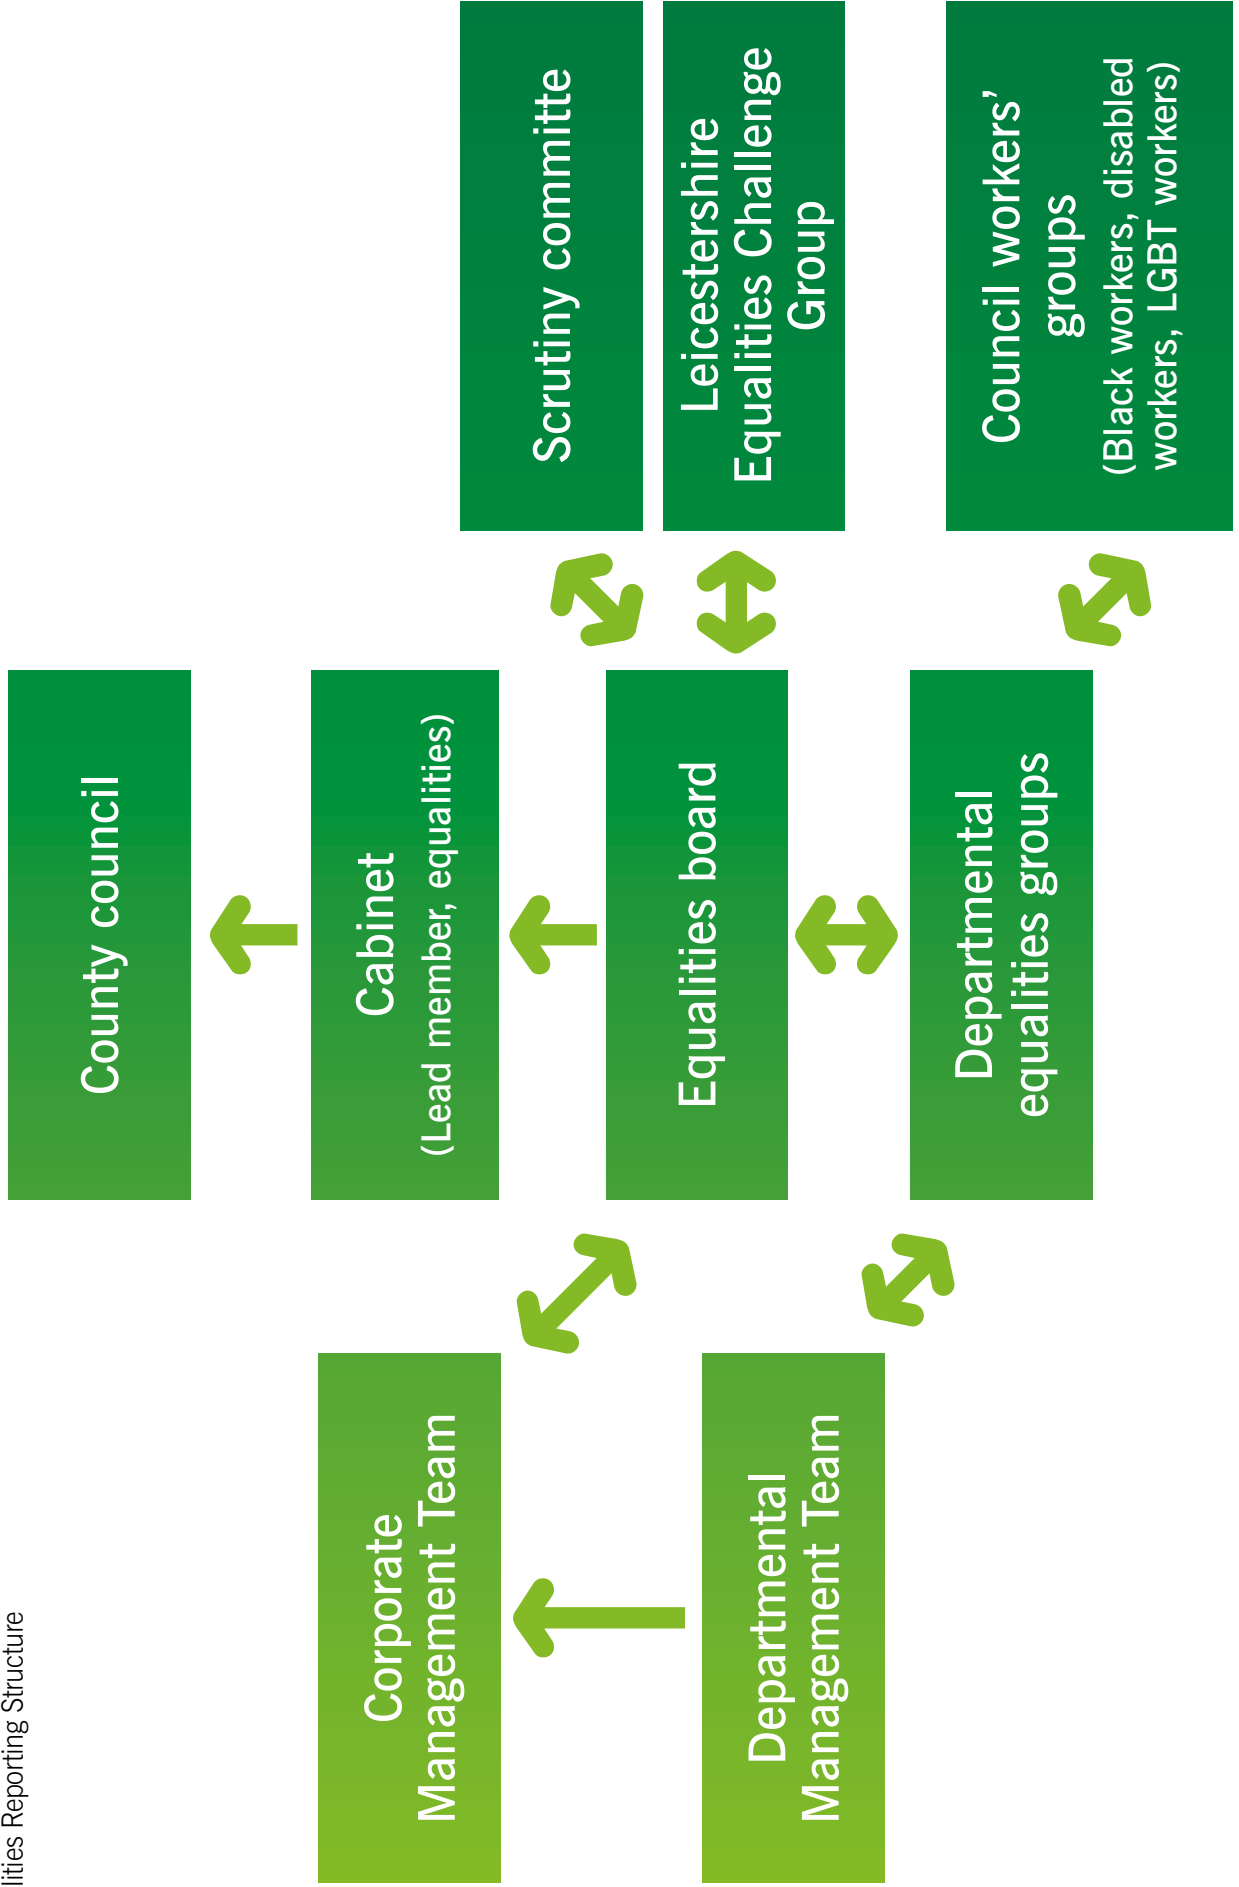 lities Reporting Structure
County council
Cabinet
(Lead member, equalities)
Scrutiny committe
Corporate
Management Team
Equalities board
Leicestershire
Equalities Challenge
Group
Departmental
Management Team
Departmental
equalities groups
Council workers’
groups
(Black workers, disabled
workers, LGBT workers)